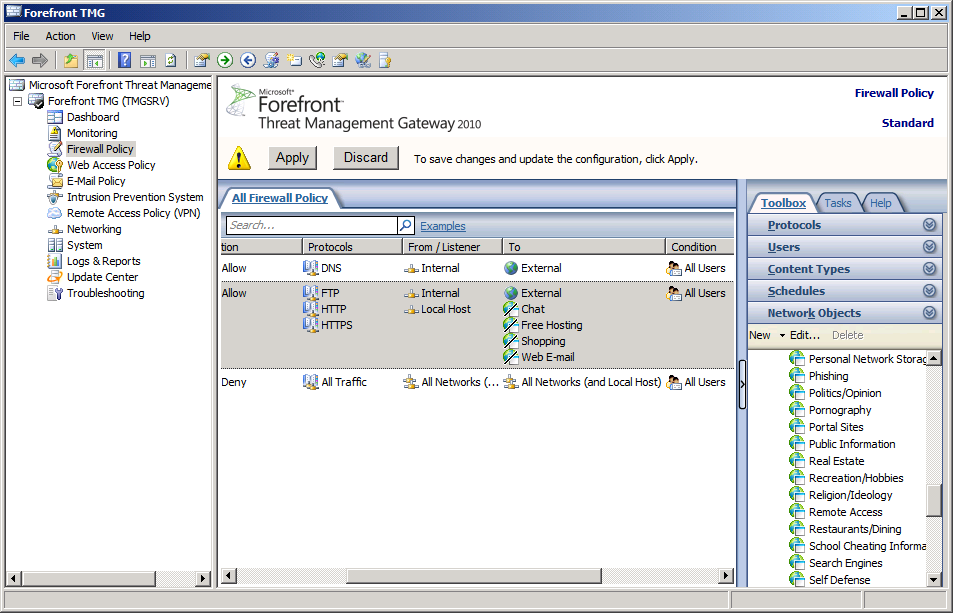 Forefront TMG
File Action View Help
Microsoft Forefront Threat Manageme
Forefront TMG (TMGSRV)
Dashboard
Monitoring
Firewall Policy
Web Access Policy
E-Mail Policy
Intrusion Prevention System
Remote Access Policy (VPN)
Networking
System
Logs & Reports
Update Center
Troubleshooting
Microsoft®
Forefront™
Threat Management Gateway 2010
Firewall Policy
Standard
Apply Discard To save changes and update the configuration, click Apply.
All Firewall Policy
Search... Examples
tion Protocols From / Listener To Condition
Allow DNS Internal External All Users
Allow FTP Internal External All Users
HTTP Local Host Chat
HTTPS Free Hosting
Shopping
Web E-mail
Deny All Traffic All Networks (... All Networks (and Local Host) All Users
Toolbox Tasks Help
Protocols
Users
Content Types
Schedules
Network Objects
New Edit... Delete
Personal Network Storag
Phishing
Politics/Opinion
Pornography
Portal Sites
Public Information
Real Estate
Recreation/Hobbies
Religion/Ideology
Remote Access
Restaurants/Dining
School Cheating Informa
Search Engines
Self Defense